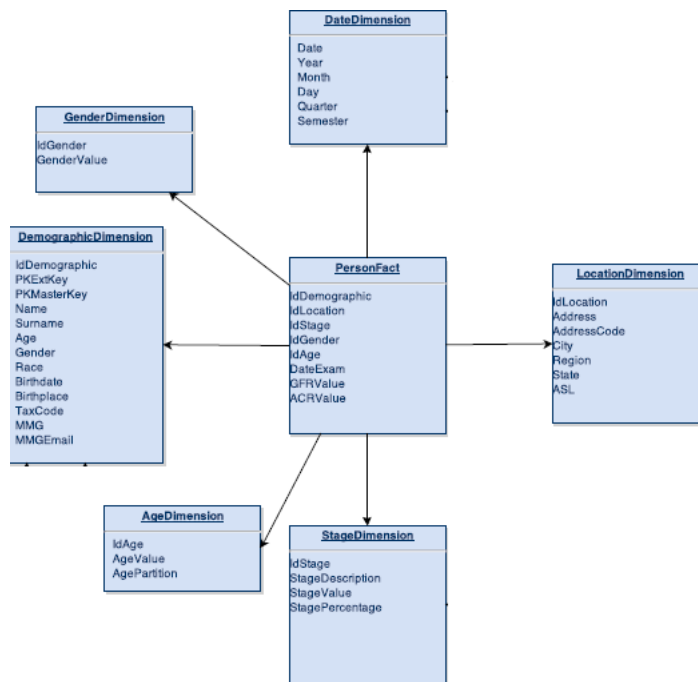 DateDimension
Date
Year
Month
Day
Quarter
Semester
GenderDimension
IdGender
GenderValue
DemographicDimension
IdDemographic
PKExtKey
PKMasterKey
Name
Surname
Age
Gender
Race
Birthdate
Birthplace
TaxCode
MMG
MMGEmail
PersonFact
IdDemographic
IdLocation
IdStage
IdGender
IdAge
DateExam
GFRValue
ACRValue
LocationDimension
IdLocation
Address
AddressCode
City
Region
State
ASL
AgeDimension
IdAge
AgeValue
AgePartition
StageDimension
IdStage
StageDescription
StageValue
StagePercentage